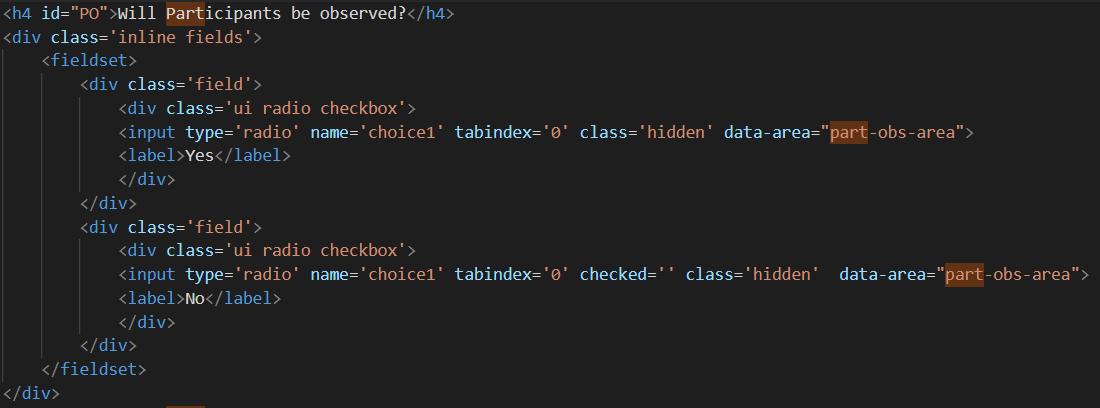 <h4 id="PO">Will Participants be observed?</h4>
<div class='inline fields'>
    <fieldset>
        <div class='field'>
            <div class='ui radio checkbox'>
            <input type='radio' name='choice1' tabindex='0' class='hidden' data-area="part-obs-area">
            <label>Yes</label>
            </div>
        </div>
        <div class='field'>
            <div class='ui radio checkbox'>
            <input type='radio' name='choice1' tabindex='0' checked='' class='hidden'  data-area="part-obs-area">
            <label>No</label>
            </div>
        </div>
    </fieldset>
</div>